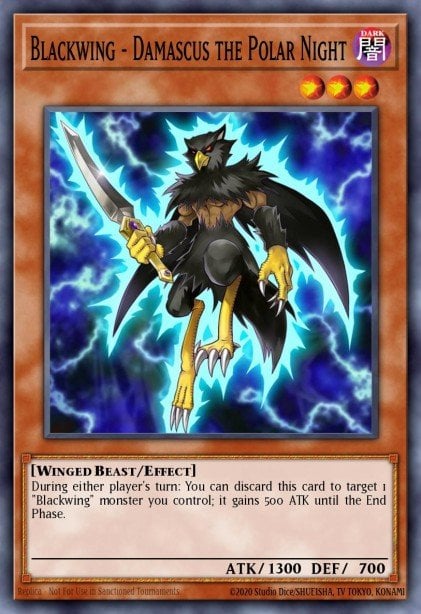 Blackwing - Damascus the Polar Night
DARK
闇
[Winged Beast/Effect]
During either player's turn: You can discard this card to target 1
"Blackwing" monster you control; it gains 500 ATK until the End
Phase.
ATK/1300 DEF/ 700
Replica - Not For Use in Sanctioned Tournaments
©2020 Studio Dice/SHUEISHA, TV TOKYO, KONAMI